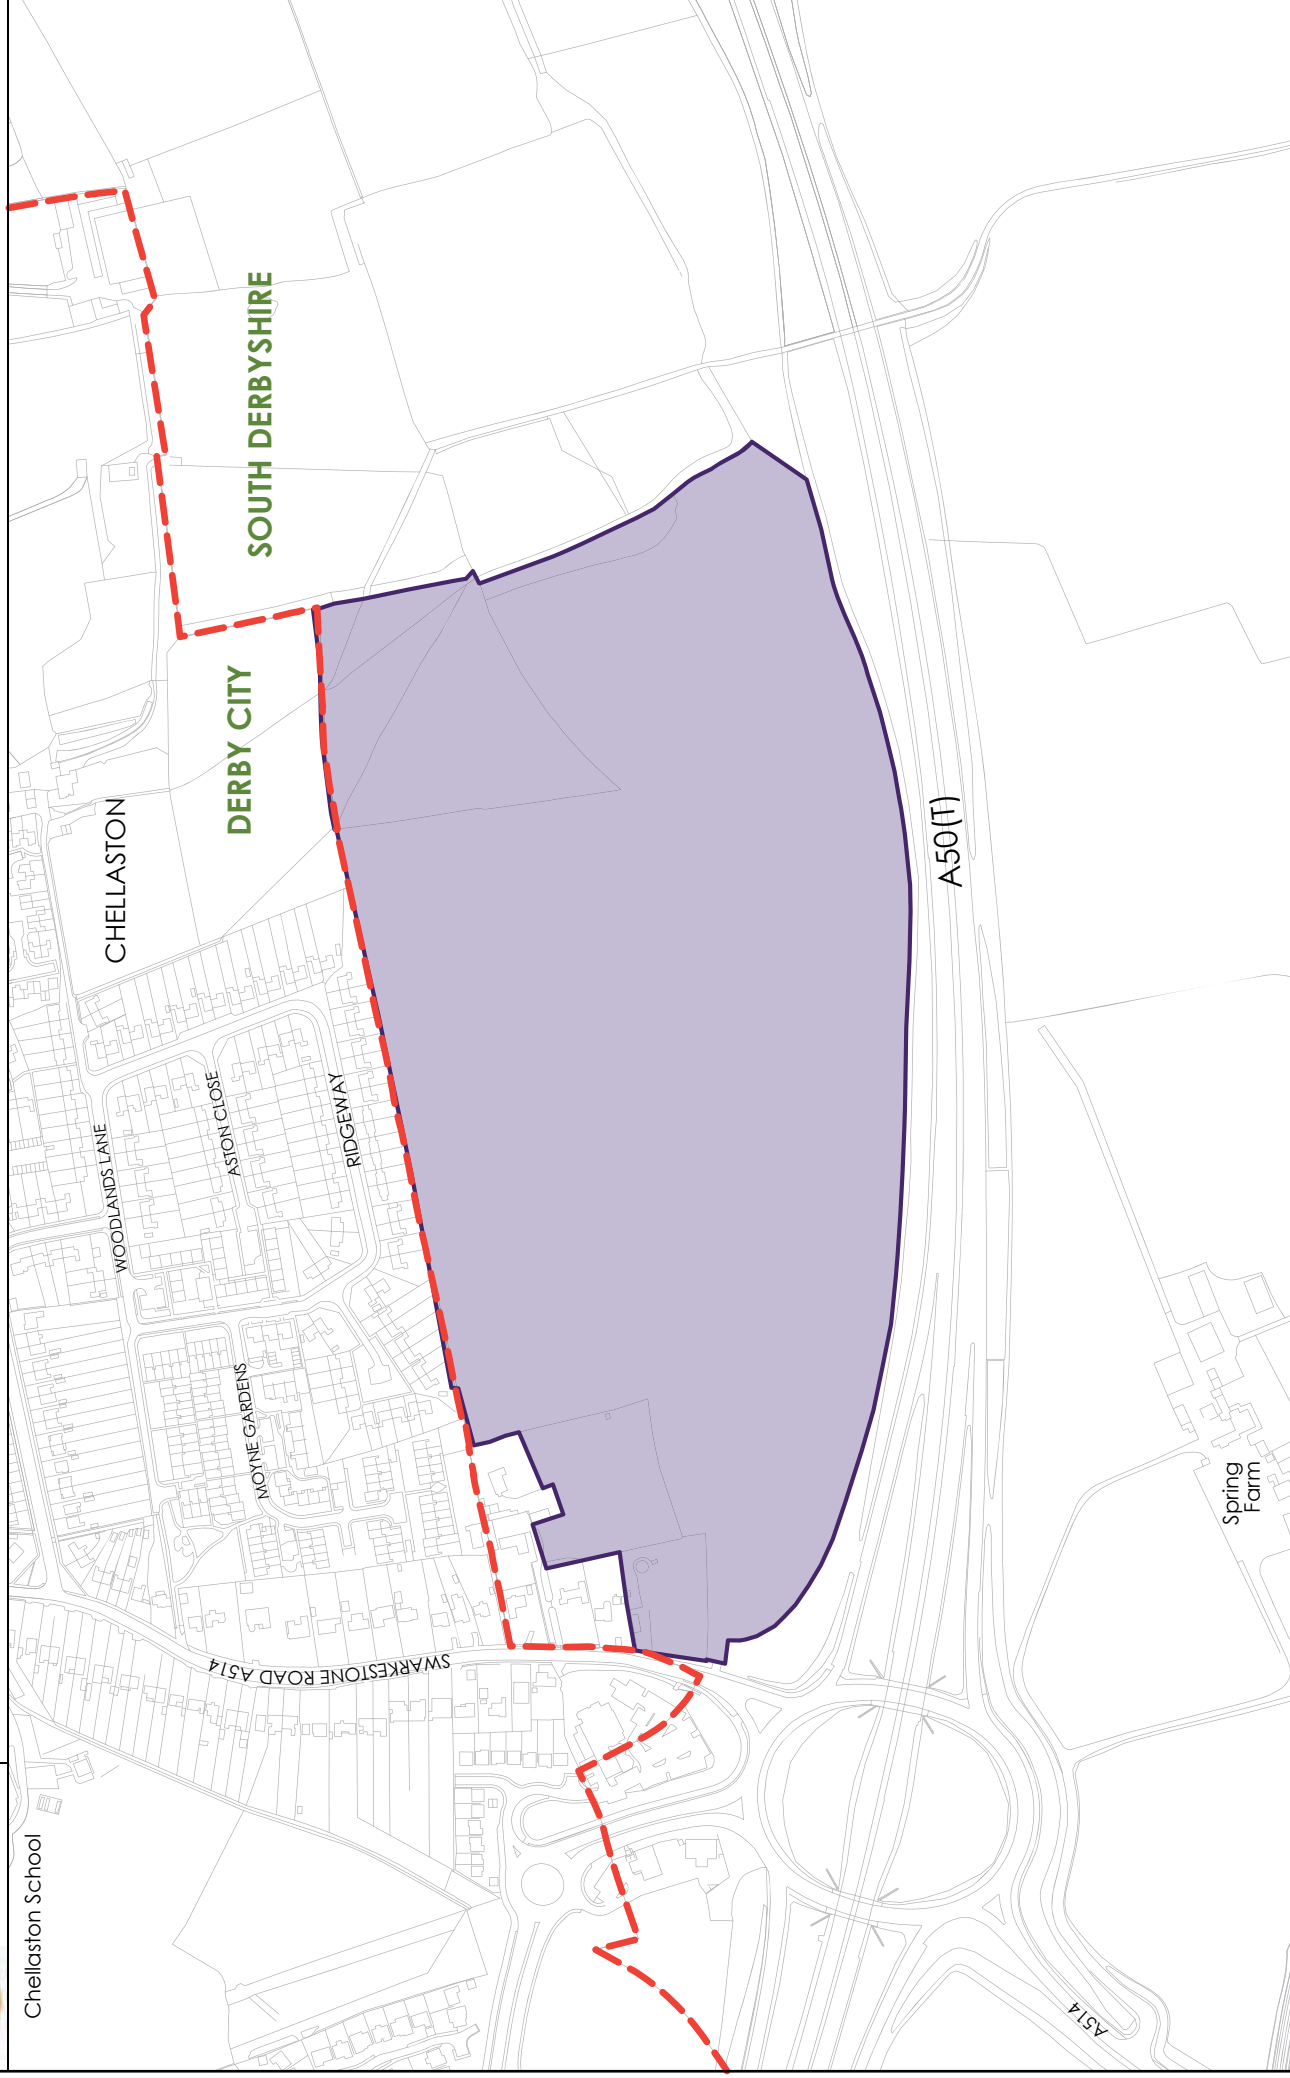 SOUTH DERBYSHIRE
DERBY CITY
CHELLASTON
WOODLANDS LANE
ASTON CLOSE
RIDGEWAY
MOYNE GARDENS
SWARKESTONE ROAD A514
A50(T)
Spring
Farm
Chellaston School
A514